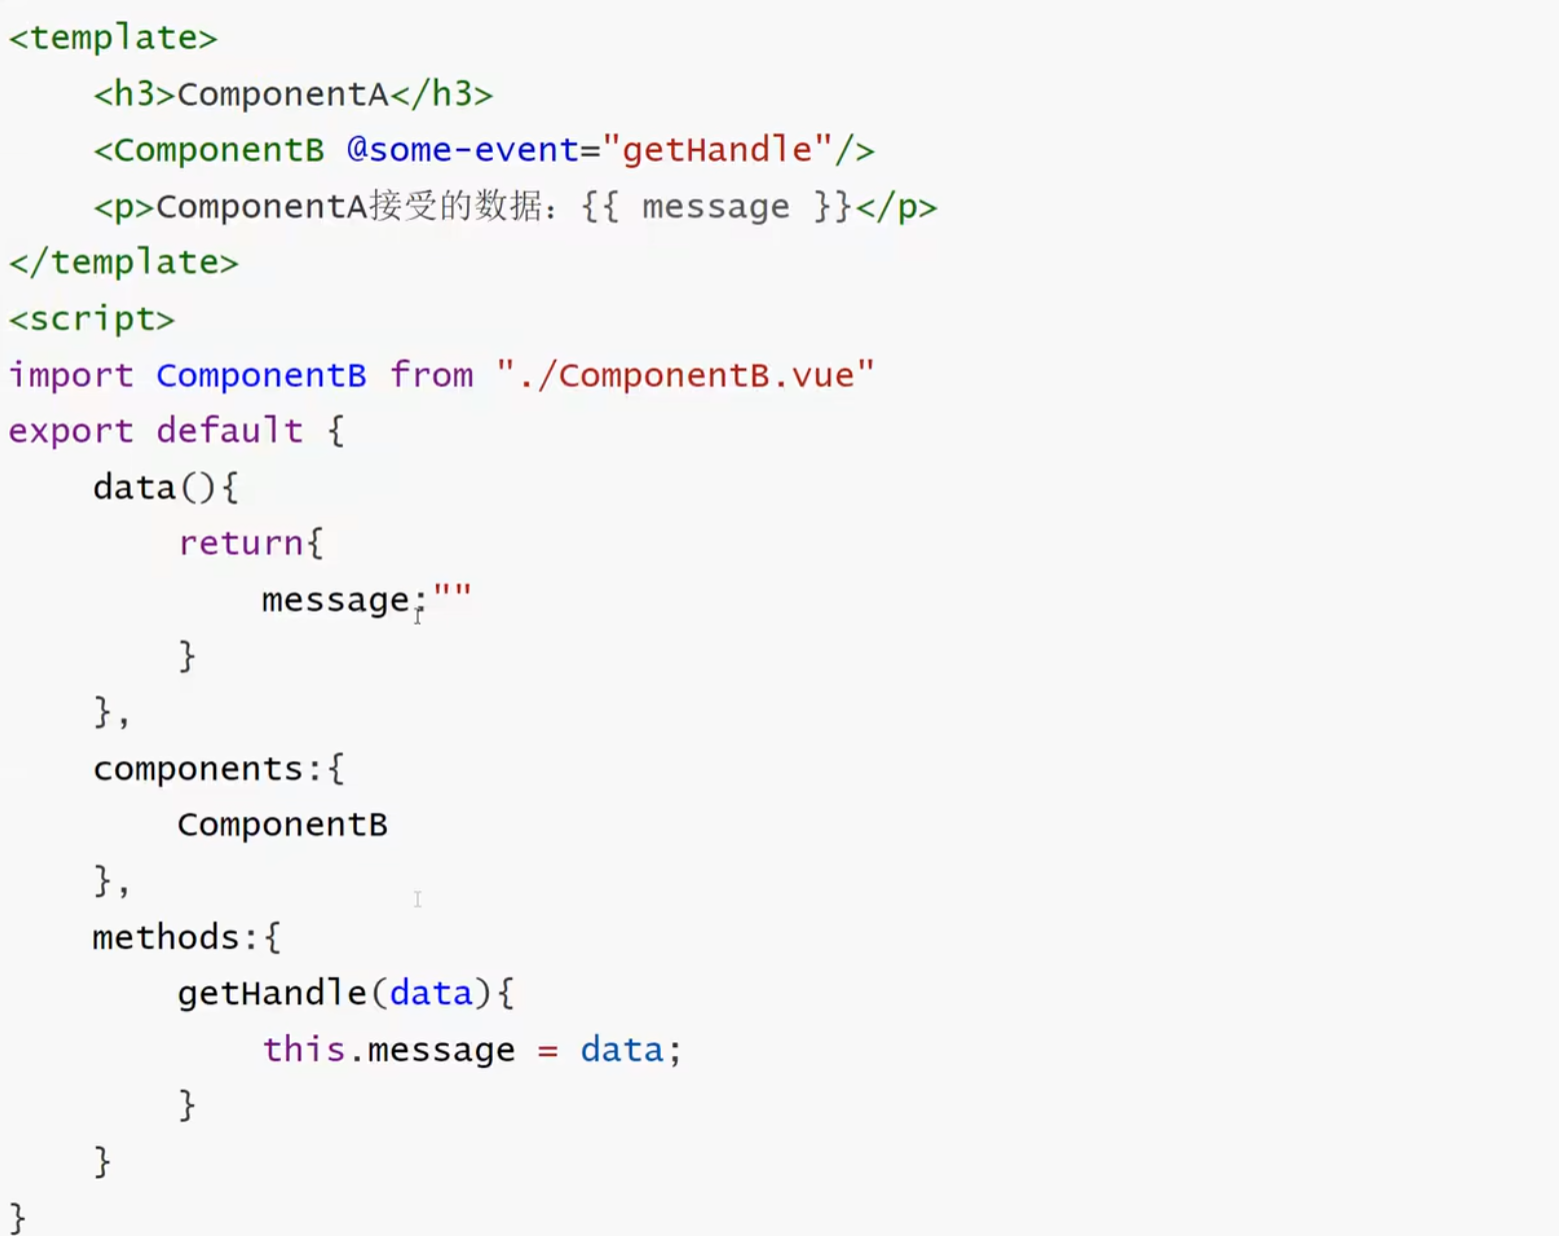 <template>
    <h3>ComponentA</h3>
    <ComponentB @some-event="getHandle"/>
    <p>ComponentA接受的数据：{{ message }}</p>
</template>
<script>
import ComponentB from "./ComponentB.vue"
export default {
    data(){
        return{
            message:""
        }
    },
    components:{
        ComponentB
    },
    methods:{
        getHandle(data){
            this.message = data;
        }
    }
}